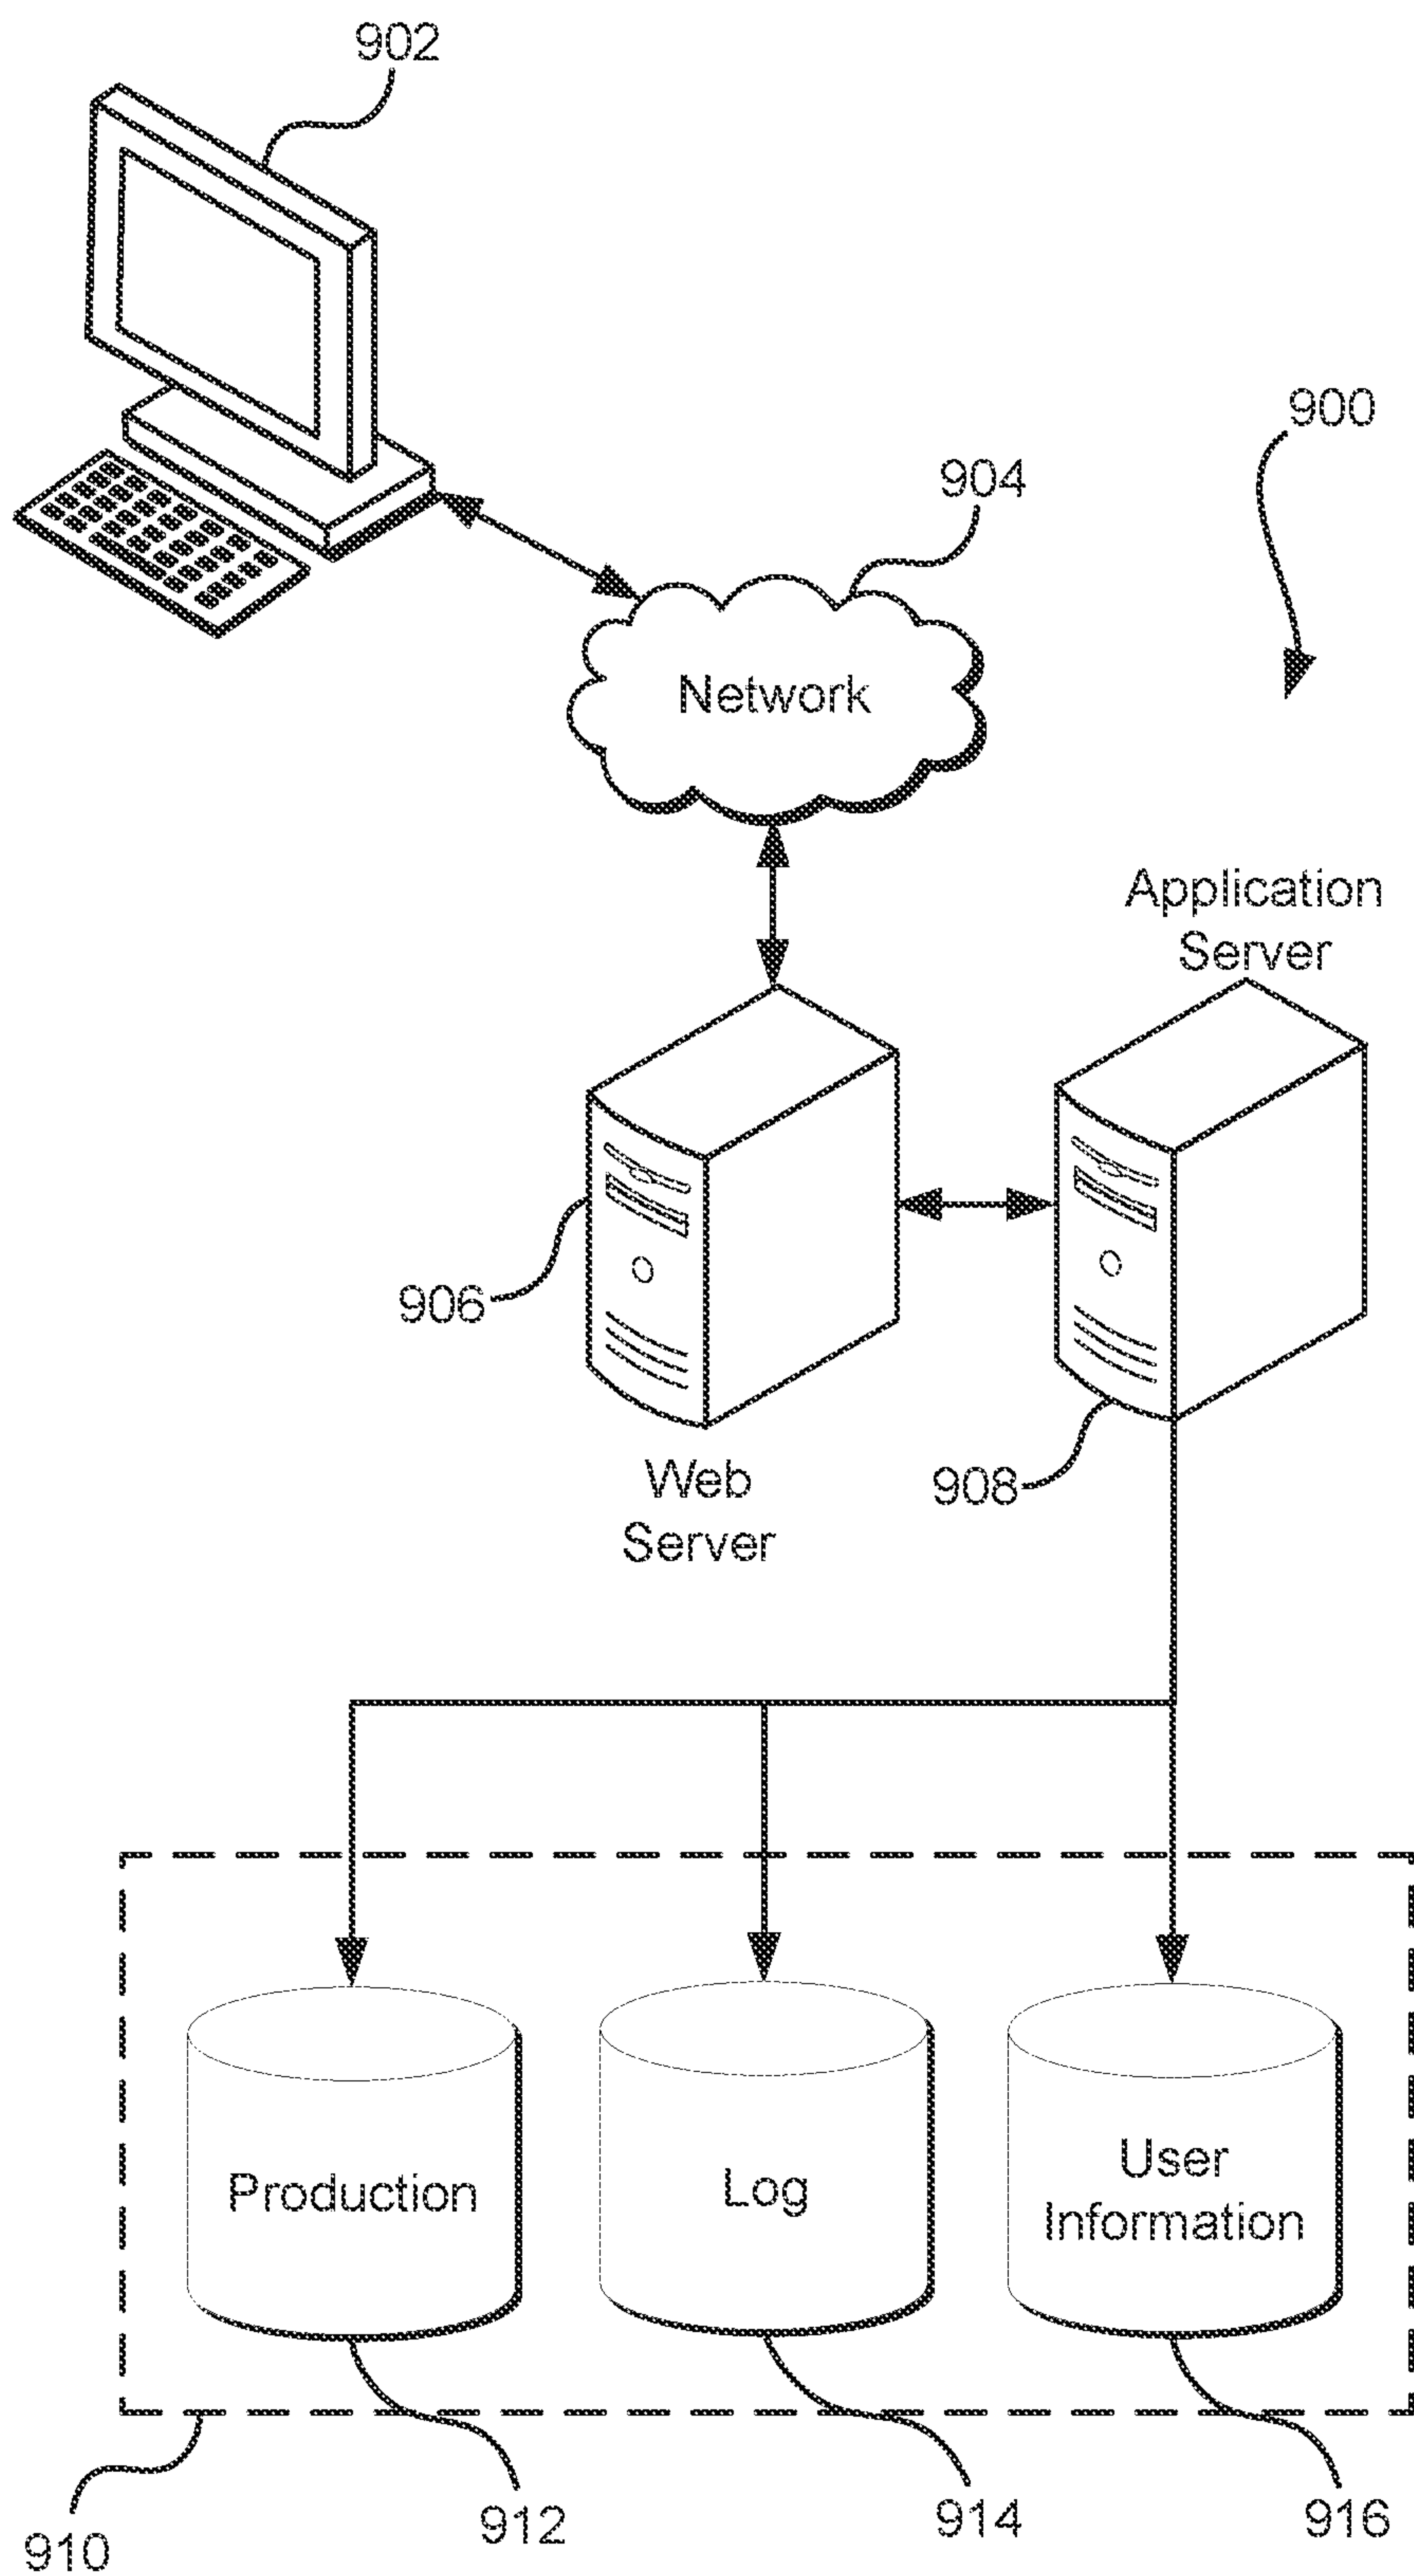 902
900
904
Network
Application
Server
906
908
Web
Server
Production
Log
User
Information
910
912
914
916